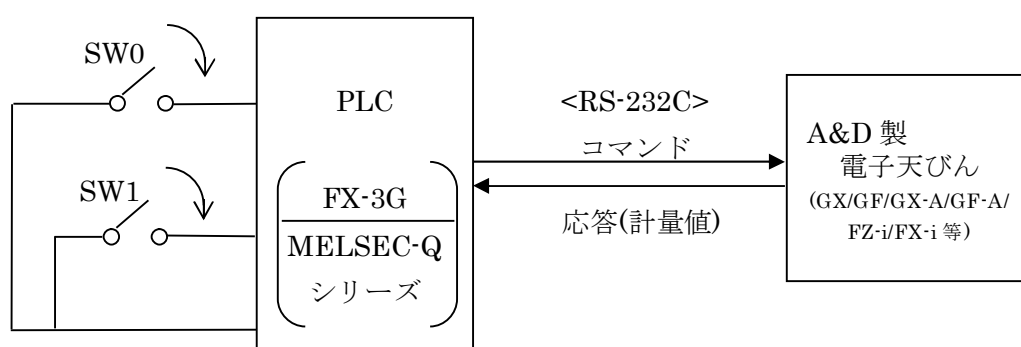 SW0
SW1
PLC
FX-3G
MELSEC-Q
シリーズ
<RS-232C>
コマンド
応答(計量値)
A&D 製
電子天びん
(GX/GF/GX-A/GF-A/
FZ-i/FX-i 等)